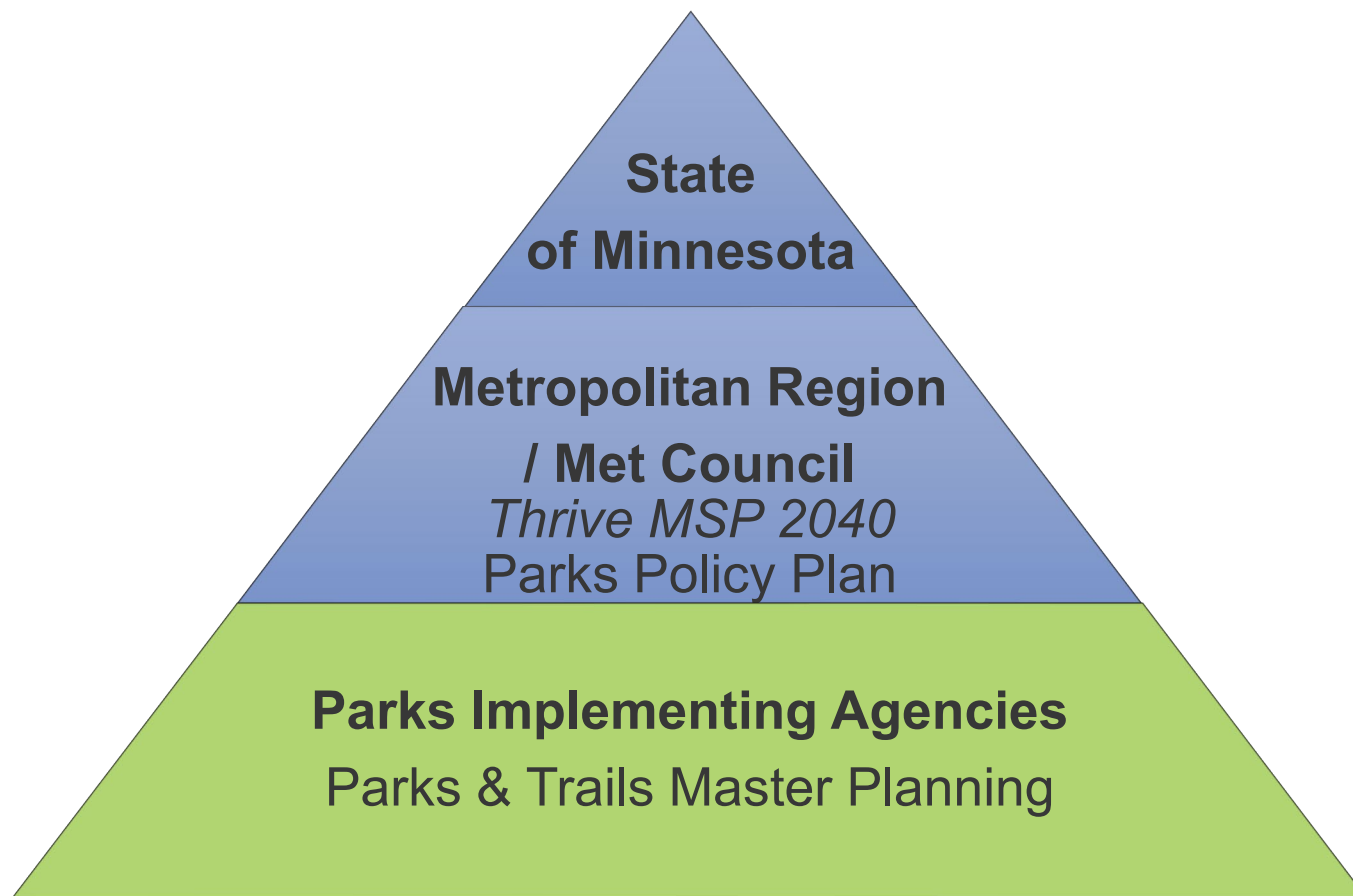 State
of Minnesota
Metropolitan Region
/ Met Council
Thrive MSP 2040
Parks Policy Plan
Parks Implementing Agencies
Parks & Trails Master Planning